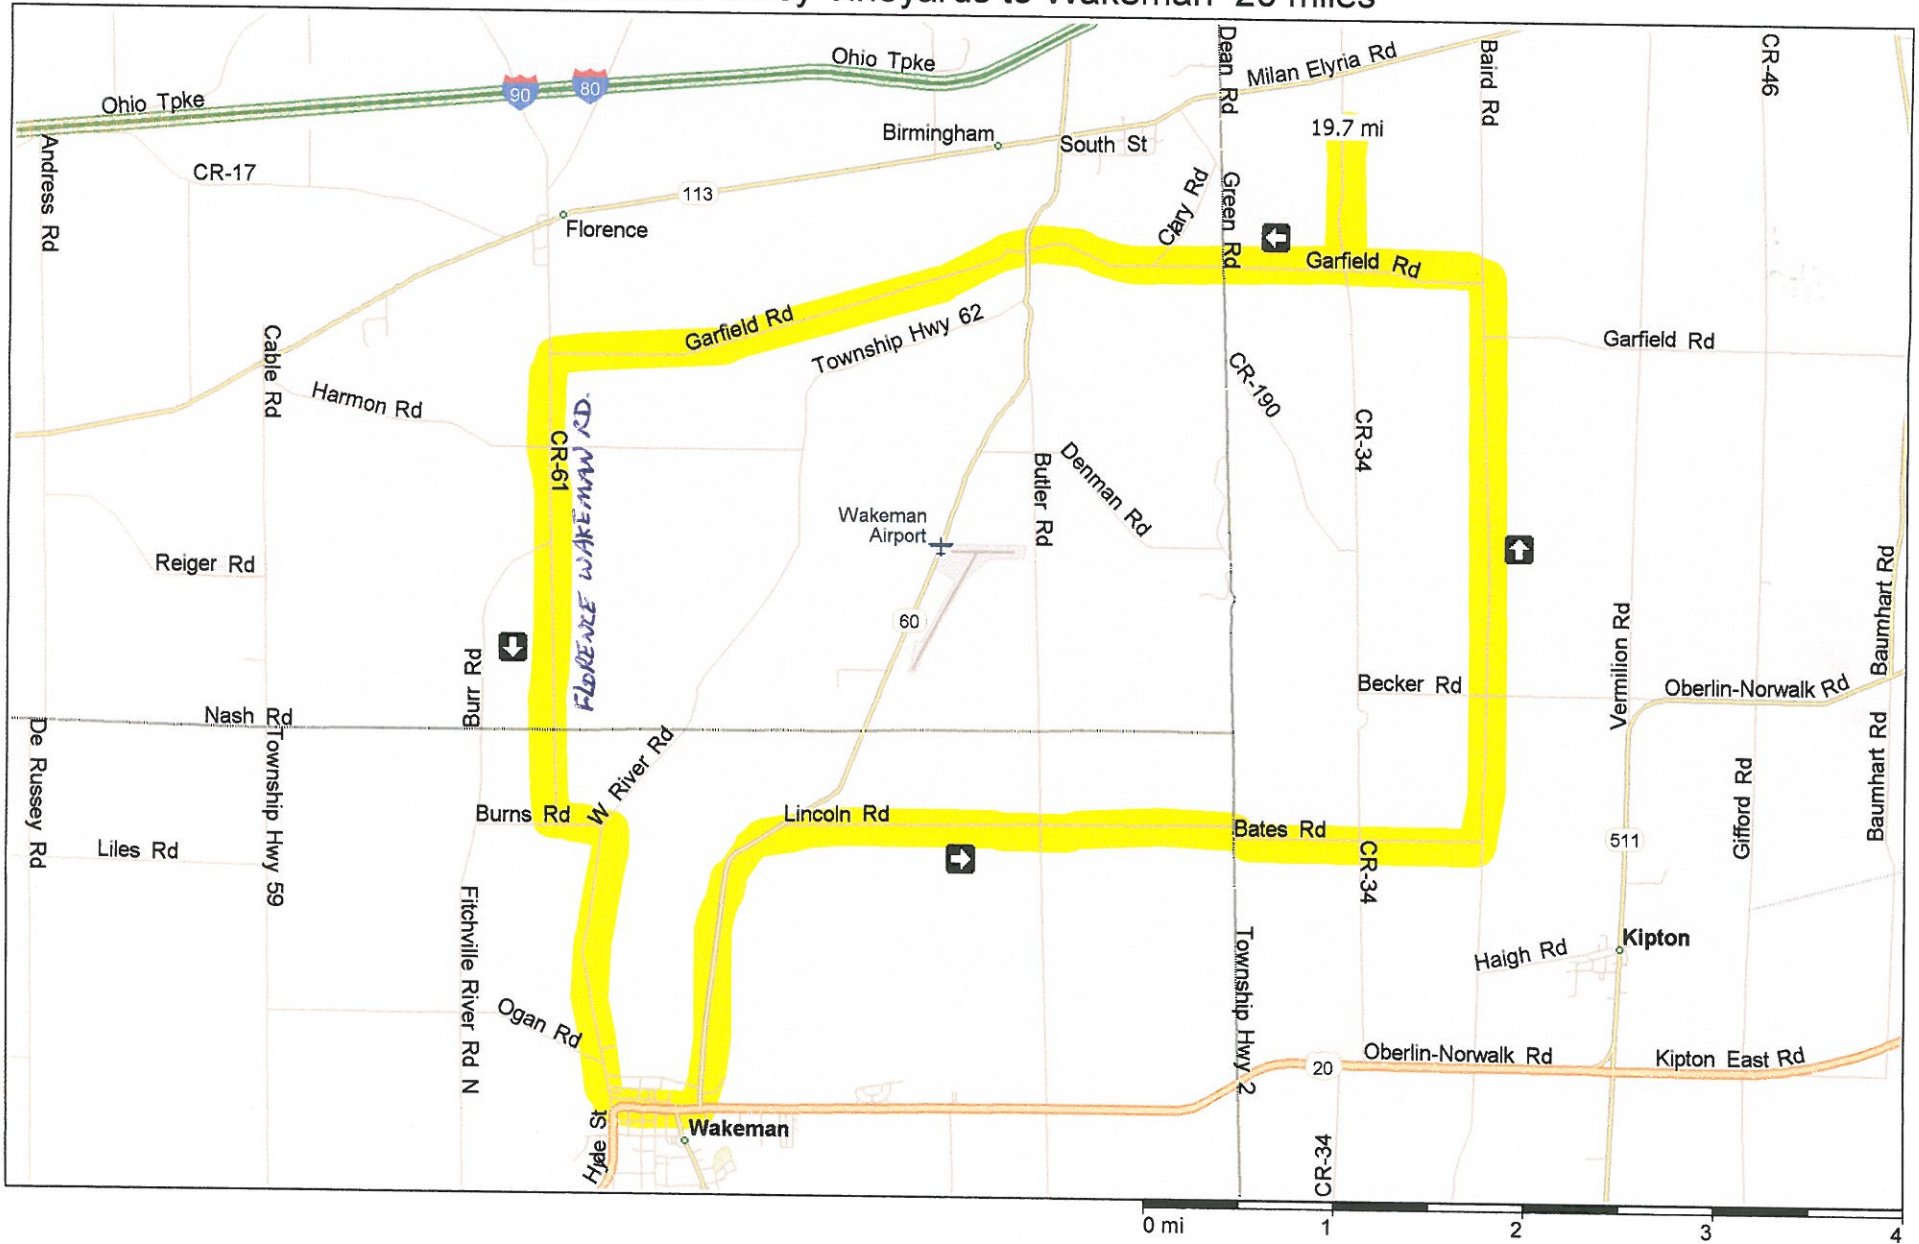 Vineyards to Wakeman 20 miles
Ohio Tpke
90
80
Ohio Tpke
Dean Rd
Milan Elyria Rd
Baird Rd
CR-46
Andress Rd
CR-17
Birmingham
South St
19.7 mi
113
Florence
Clary Rd
Green Rd
Garfield Rd
Garfield Rd
Township Hwy 62
Garfield Rd
Cable Rd
Harmon Rd
CR-61
FLORENCE WAKEMAN RD.
CR-190
CR-34
Butler Rd
Denman Rd
Wakeman
Airport
Reiger Rd
60
Burr Rd
Becker Rd
Vermilion Rd
Oberlin-Norwalk Rd
Baumhart Rd
Baumhart Rd
Nash Rd
De Russey Rd
Township Hwy 59
W River Rd
Burns Rd
Lincoln Rd
Bates Rd
CR-34
511
Gifford Rd
Liles Rd
Fitchville River Rd N
Ogan Rd
Township Hwy 2
Haigh Rd
Kipton
Oberlin-Norwalk Rd
20
Kipton East Rd
Hyde St
Wakeman
CR-34
0 mi
1
2
3
4